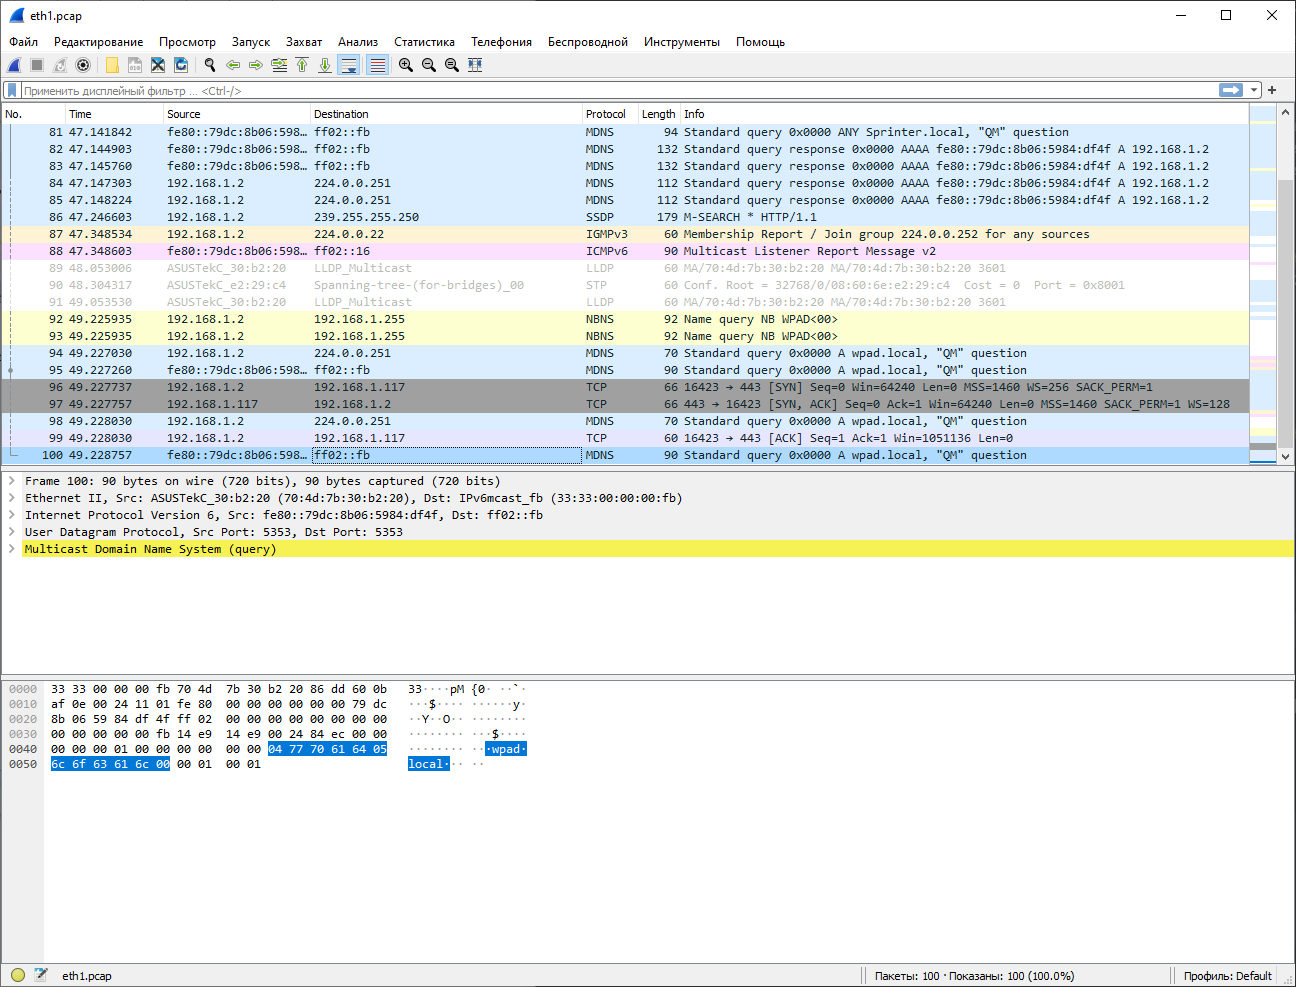 eth1.pcap
Файл Редактирование Просмотр Запуск Захват Анализ Статистика Телефония Беспроводной Инструменты Помощь
Применить дисплейный фильтр ... <Ctrl-/>
No. Time Source Destination Protocol Length Info
81 47.141842 fe80::79dc:8b06:598… ff02::fb MDNS 94 Standard query 0x0000 ANY Sprinter.local, "QM" question
82 47.144903 fe80::79dc:8b06:598… ff02::fb MDNS 132 Standard query response 0x0000 AAAA fe80::79dc:8b06:5984:df4f A 192.168.1.2
83 47.145760 fe80::79dc:8b06:598… ff02::fb MDNS 132 Standard query response 0x0000 AAAA fe80::79dc:8b06:5984:df4f A 192.168.1.2
84 47.147303 192.168.1.2 224.0.0.251 MDNS 112 Standard query response 0x0000 AAAA fe80::79dc:8b06:5984:df4f A 192.168.1.2
85 47.148224 192.168.1.2 224.0.0.251 MDNS 112 Standard query response 0x0000 AAAA fe80::79dc:8b06:5984:df4f A 192.168.1.2
86 47.246603 192.168.1.2 239.255.255.250 SSDP 179 M-SEARCH * HTTP/1.1
87 47.348534 192.168.1.2 224.0.0.22 IGMPv3 60 Membership Report / Join group 224.0.0.252 for any sources
88 47.348603 fe80::79dc:8b06:598… ff02::16 ICMPv6 90 Multicast Listener Report Message v2
89 48.053006 ASUSTekC_30:b2:20 LLDP_Multicast LLDP 60 MA/70:4d:7b:30:b2:20 MA/70:4d:7b:30:b2:20 3601
90 48.304317 ASUSTekC_e2:29:c4 Spanning-tree-(for-bridges)_00 STP 60 Conf. Root = 32768/0/08:60:6e:e2:29:c4 Cost = 0 Port = 0x8001
91 49.053530 ASUSTekC_30:b2:20 LLDP_Multicast LLDP 60 MA/70:4d:7b:30:b2:20 MA/70:4d:7b:30:b2:20 3601
92 49.225935 192.168.1.2 192.168.1.255 NBNS 92 Name query NB WPAD<00>
93 49.225935 192.168.1.2 192.168.1.255 NBNS 92 Name query NB WPAD<00>
94 49.227030 192.168.1.2 224.0.0.251 MDNS 70 Standard query 0x0000 A wpad.local, "QM" question
95 49.227260 fe80::79dc:8b06:598… ff02::fb MDNS 90 Standard query 0x0000 A wpad.local, "QM" question
96 49.227737 192.168.1.2 192.168.1.117 TCP 66 16423 → 443 [SYN] Seq=0 Win=64240 Len=0 MSS=1460 WS=256 SACK_PERM=1
97 49.227757 192.168.1.117 192.168.1.2 TCP 66 443 → 16423 [SYN, ACK] Seq=0 Ack=1 Win=64240 Len=0 MSS=1460 SACK_PERM=1 WS=128
98 49.228030 192.168.1.2 224.0.0.251 MDNS 70 Standard query 0x0000 A wpad.local, "QM" question
99 49.228030 192.168.1.2 192.168.1.117 TCP 60 16423 → 443 [ACK] Seq=1 Ack=1 Win=1051136 Len=0
100 49.228757 fe80::79dc:8b06:598… ff02::fb MDNS 90 Standard query 0x0000 A wpad.local, "QM" question
Frame 100: 90 bytes on wire (720 bits), 90 bytes captured (720 bits)
Ethernet II, Src: ASUSTekC_30:b2:20 (70:4d:7b:30:b2:20), Dst: IPv6mcast_fb (33:33:00:00:00:fb)
Internet Protocol Version 6, Src: fe80::79dc:8b06:5984:df4f, Dst: ff02::fb
User Datagram Protocol, Src Port: 5353, Dst Port: 5353
Multicast Domain Name System (query)
0000 33 33 00 00 00 fb 70 4d 7b 30 b2 20 86 dd 60 0b 33····pM {0· ··`·
0010 af 0e 00 24 11 01 fe 80 00 00 00 00 00 00 79 dc ···$···· ······y·
0020 8b 06 59 84 df 4f ff 02 00 00 00 00 00 00 00 00 ··Y··O·· ········
0030 00 00 00 00 00 fb 14 e9 14 e9 00 24 84 ec 00 00 ········ ···$····
0040 00 00 00 01 00 00 00 00 00 00 04 77 70 61 64 05 ········ ···wpad·
0050 6c 6f 63 61 6c 00 00 01 00 01 local··· ··
eth1.pcap Пакеты: 100 · Показаны: 100 (100.0%) Профиль: Default